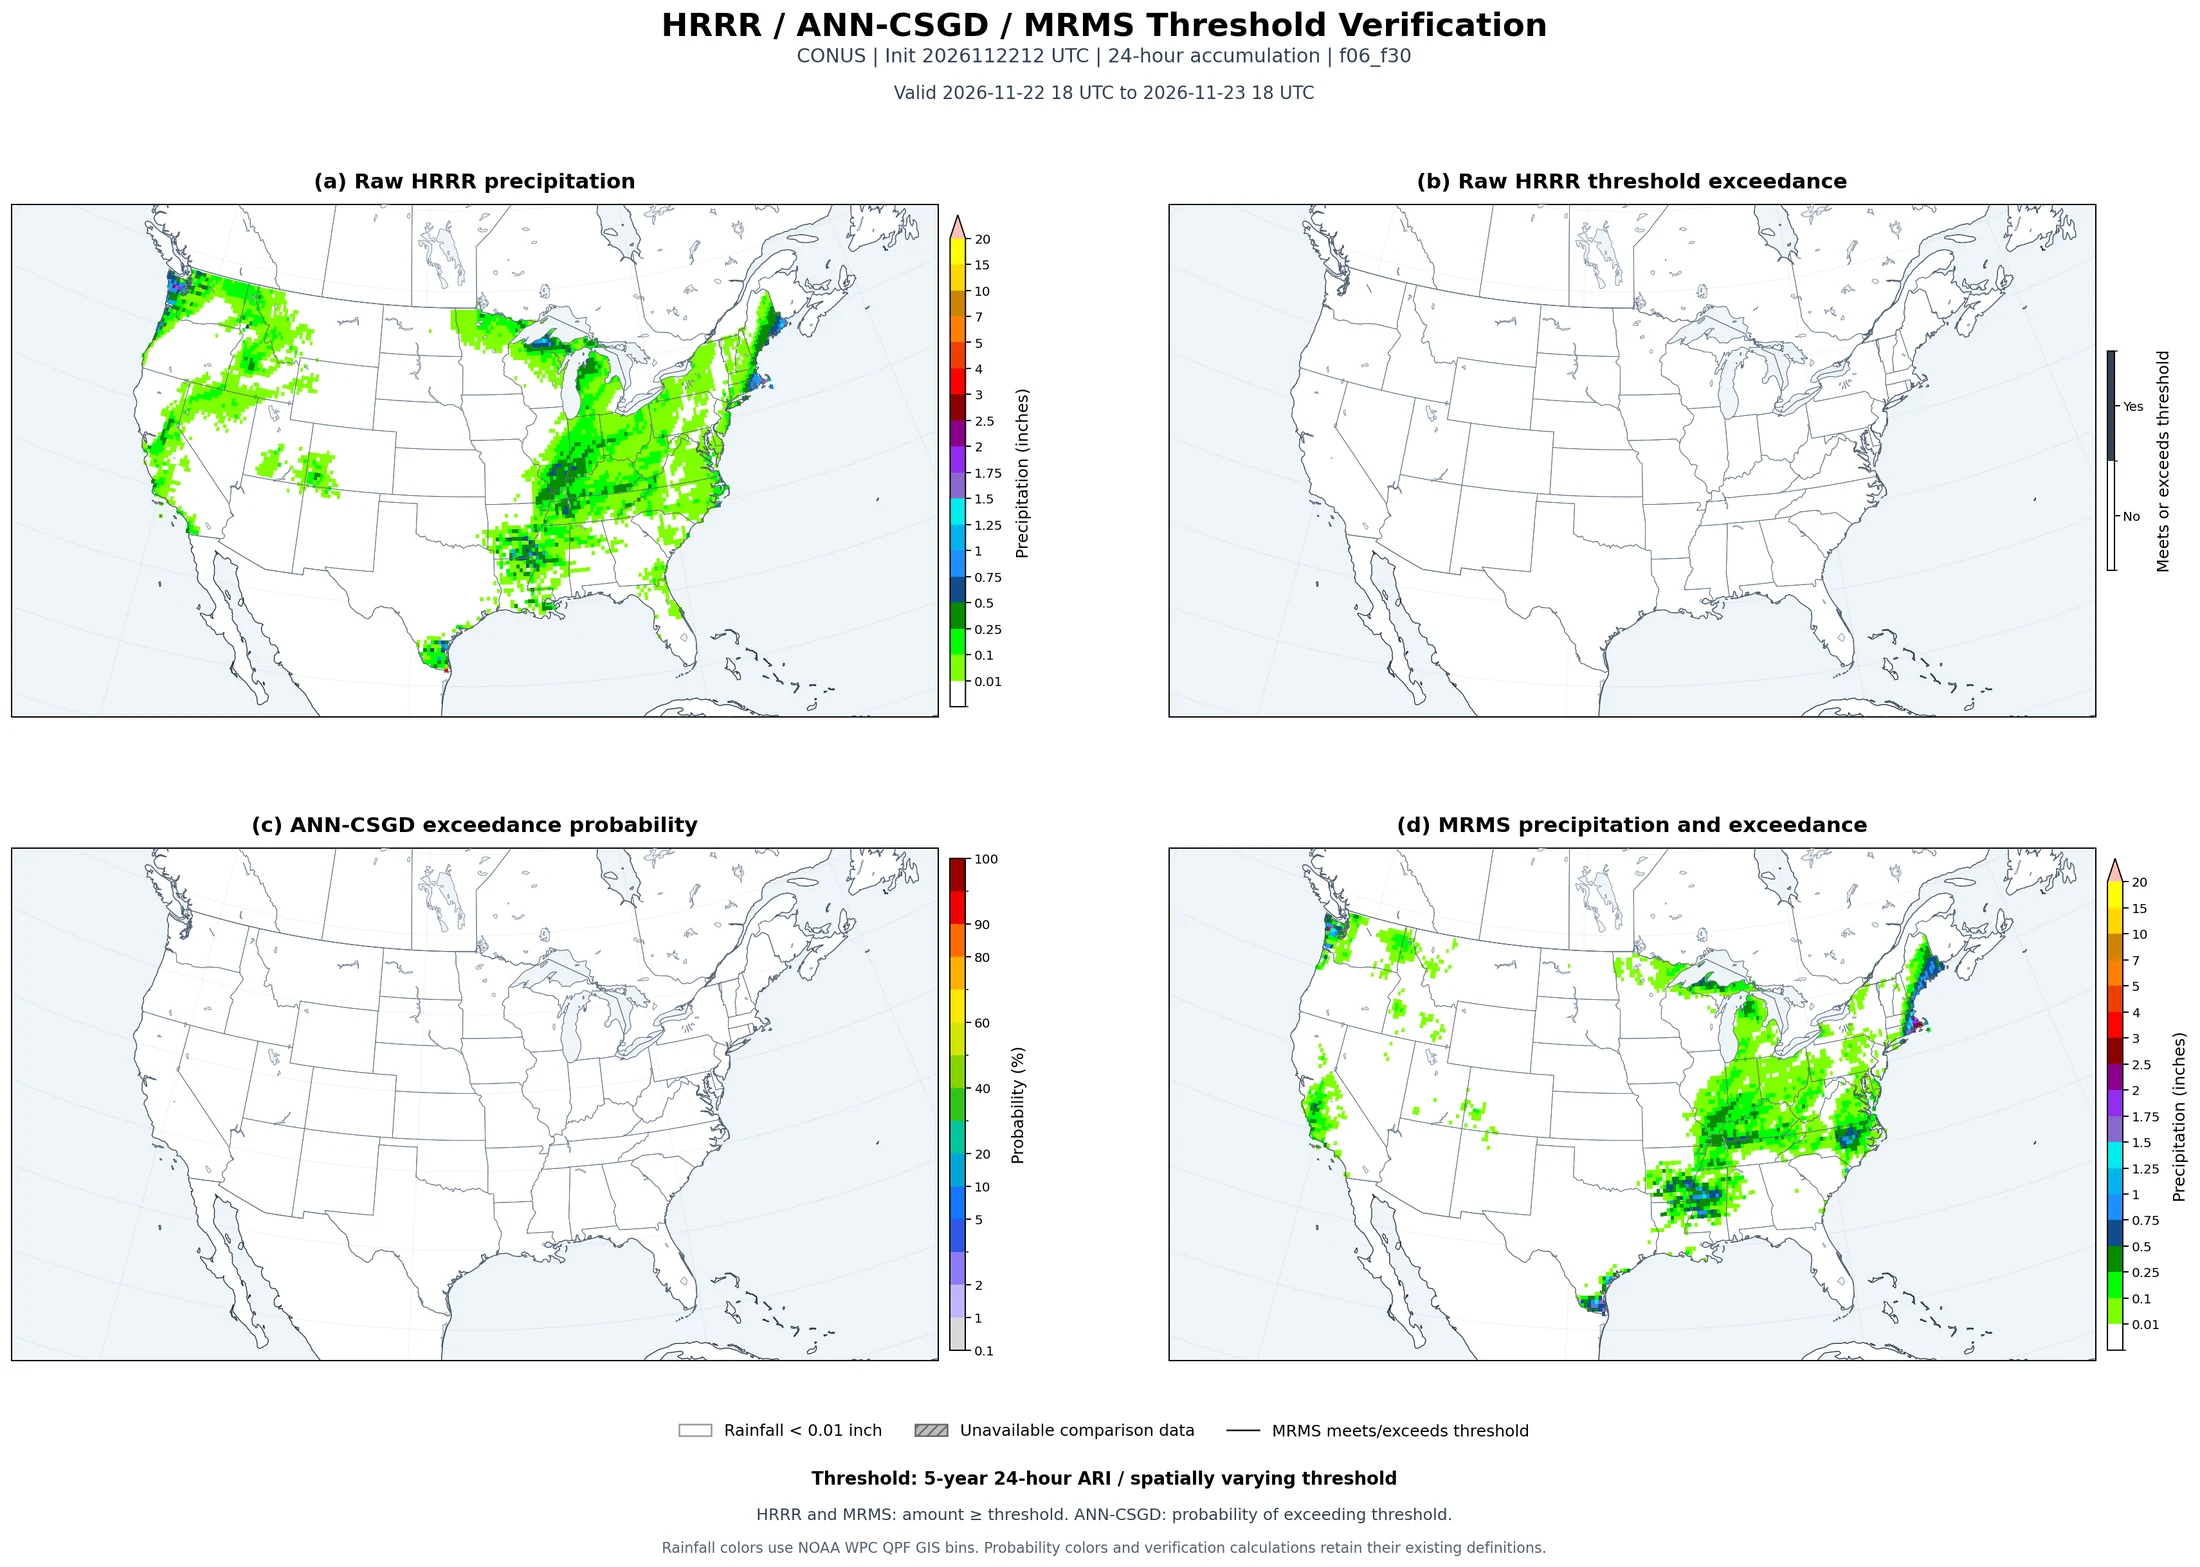 HRRR / ANN-CSGD / MRMS Threshold Verification
CONUS | Init 2026112212 UTC | 24-hour accumulation | f06_f30
Valid 2026-11-22 18 UTC to 2026-11-23 18 UTC
(a) Raw HRRR precipitation
20
15
10
7
5
4
3
2.5
2
1.75
1.5
1.25
1
0.75
0.5
0.25
0.1
0.01
Precipitation (inches)
(b) Raw HRRR threshold exceedance
Yes
No
Meets or exceeds threshold
(c) ANN-CSGD exceedance probability
100
90
80
60
40
20
10
5
2
1
0.1
Probability (%)
(d) MRMS precipitation and exceedance
20
15
10
7
5
4
3
2.5
2
1.75
1.5
1.25
1
0.75
0.5
0.25
0.1
0.01
Precipitation (inches)
Rainfall < 0.01 inch
Unavailable comparison data
MRMS meets/exceeds threshold
Threshold: 5-year 24-hour ARI / spatially varying threshold
HRRR and MRMS: amount ≥ threshold. ANN-CSGD: probability of exceeding threshold.
Rainfall colors use NOAA WPC QPF GIS bins. Probability colors and verification calculations retain their existing definitions.